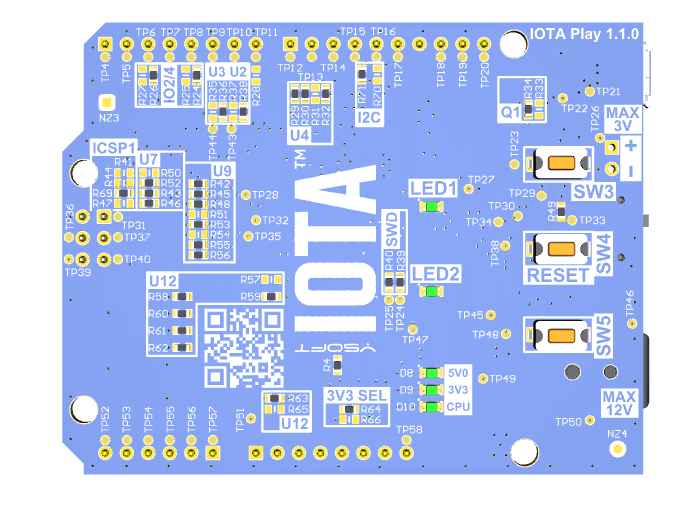 IOTA Play 1.1.0
TP4
TP5
TP6
TP7
TP8
TP9
TP10
TP11
TP12
TP13
TP14
TP15
TP16
TP17
TP18
TP19
TP20
R27
R26
IO2/4
R25
R24
U3 U2
R35
R36
R37
R38
R28
TP44
TP43
R29
R30
R31
R32
U4
R21
R20
I2C
R34
R33
Q1
TP21
TP22
TP23
TP26
MAX
3V
+
−
NZ3
ICSP1
R41
R44
R69
R47
U7
R50
R52
R43
R46
U9
R42
R45
R48
R51
R53
R54
R55
R56
TP28
TP32
TP35
TP36
TP31
TP37
TP39
TP40
IOTA™
YSOFT
LED1
LED2
SWD
R40
R39
TP25
TP24
TP27
TP29
TP30
TP34
TP33
TP38
R49
SW3
SW4
RESET
SW5
TP45
TP46
TP47
TP48
TP49
TP50
U12
R57
R59
R58
R60
R61
R62
R4
D8
5V0
D9
3V3
D10
CPU
3V3 SEL
R64
R66
R63
R65
U12
TP51
TP52
TP53
TP54
TP55
TP56
TP57
TP58
MAX
12V
NZ4